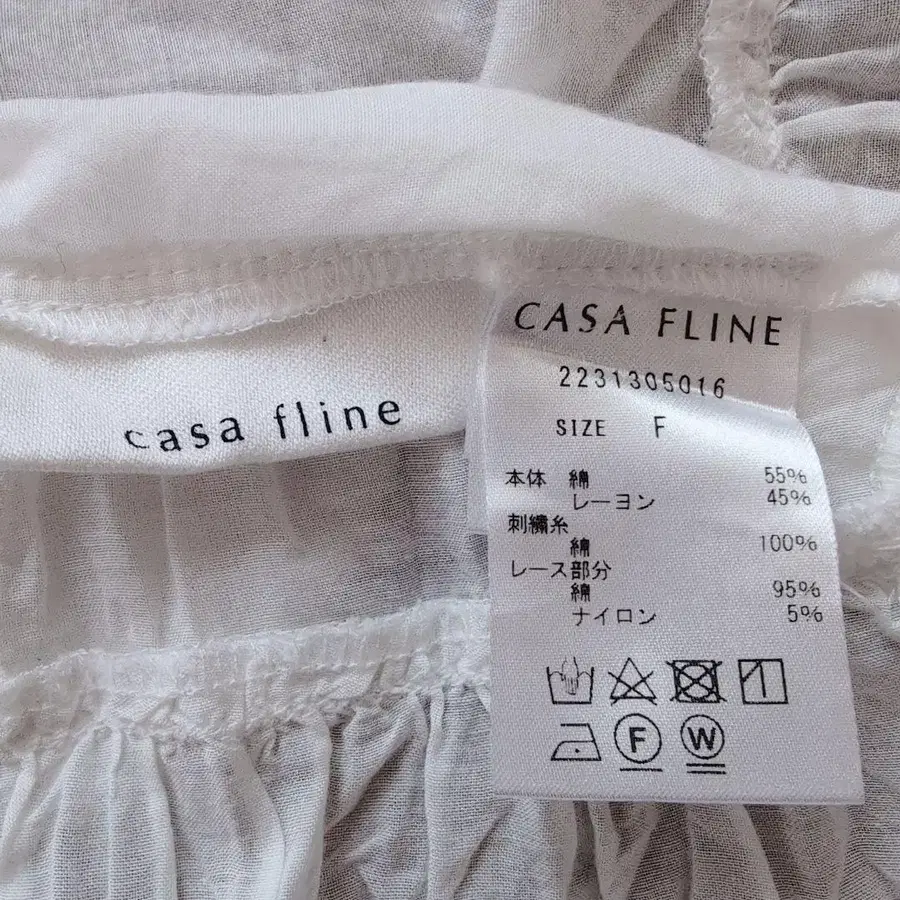 casa fline
CASA FLINE
2231305016
SIZE F
本体 綿 55%
レーヨン 45%
刺繍糸
綿 100%
レース部分
綿 95%
ナイロン 5%
F W